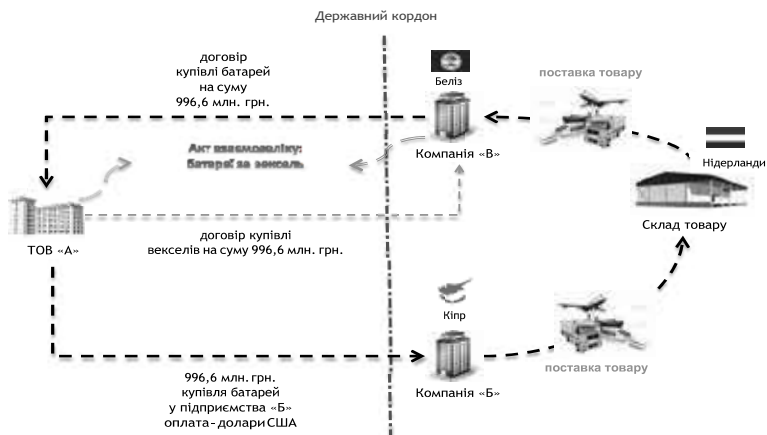 Державний кордон
договір
купівлі батарей
на суму
996,6 млн. грн.
Беліз
поставка товару
Акт взаємозаліку:
батареї за вексель
Компанія «В»
Нідерланди
Склад товару
ТОВ «А»
договір купівлі
векселів на суму 996,6 млн. грн.
Кіпр
996,6 млн. грн.
купівля батарей
у підприємства «Б»
оплата – долари США
Компанія «Б»
поставка товару